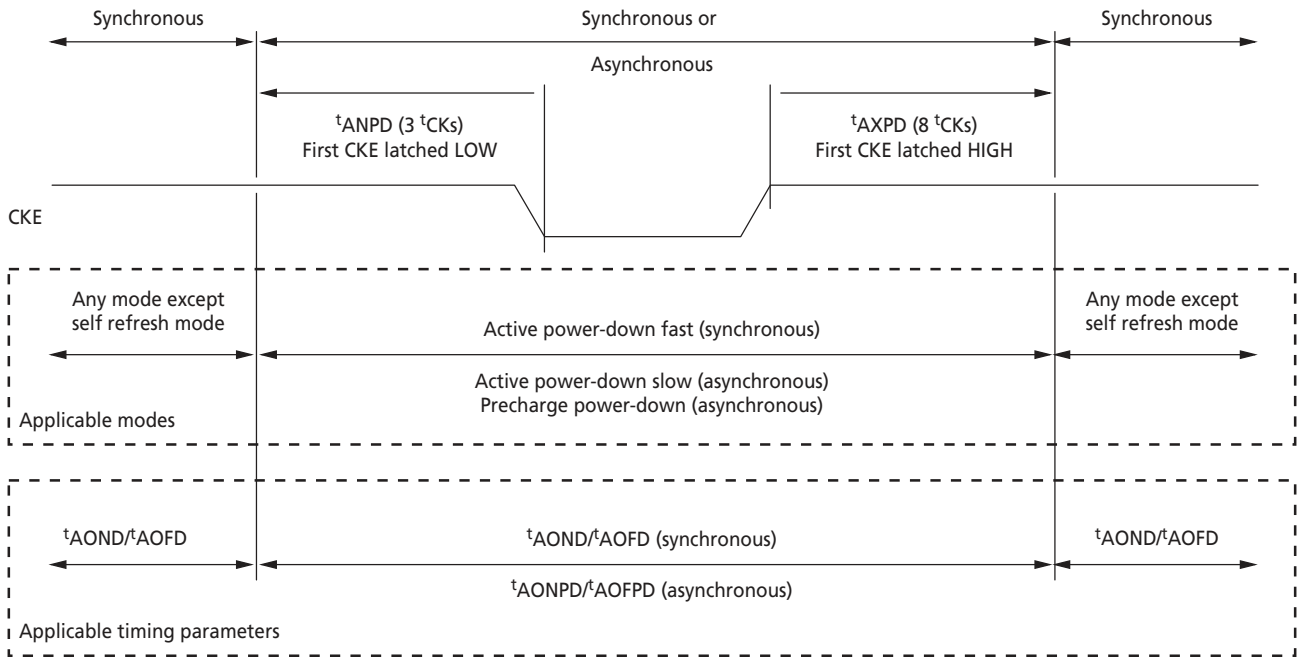 Synchronous
Synchronous or
Synchronous
Asynchronous
tANPD (3 tCKs)
First CKE latched LOW
tAXPD (8 tCKs)
First CKE latched HIGH
CKE
Any mode except
self refresh mode
Active power-down fast (synchronous)
Any mode except
self refresh mode
Active power-down slow (asynchronous)
Precharge power-down (asynchronous)
Applicable modes
tAOND/tAOFD
tAOND/tAOFD (synchronous)
tAOND/tAOFD
tAONPD/tAOFPD (asynchronous)
Applicable timing parameters